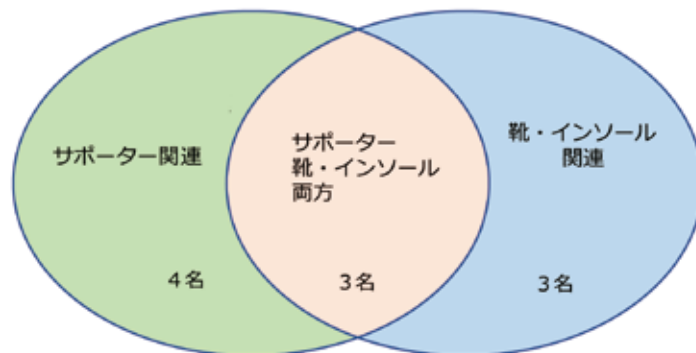 サポーター関連
サポーター
靴・インソール
両方
靴・インソール
関連
４名
３名
３名